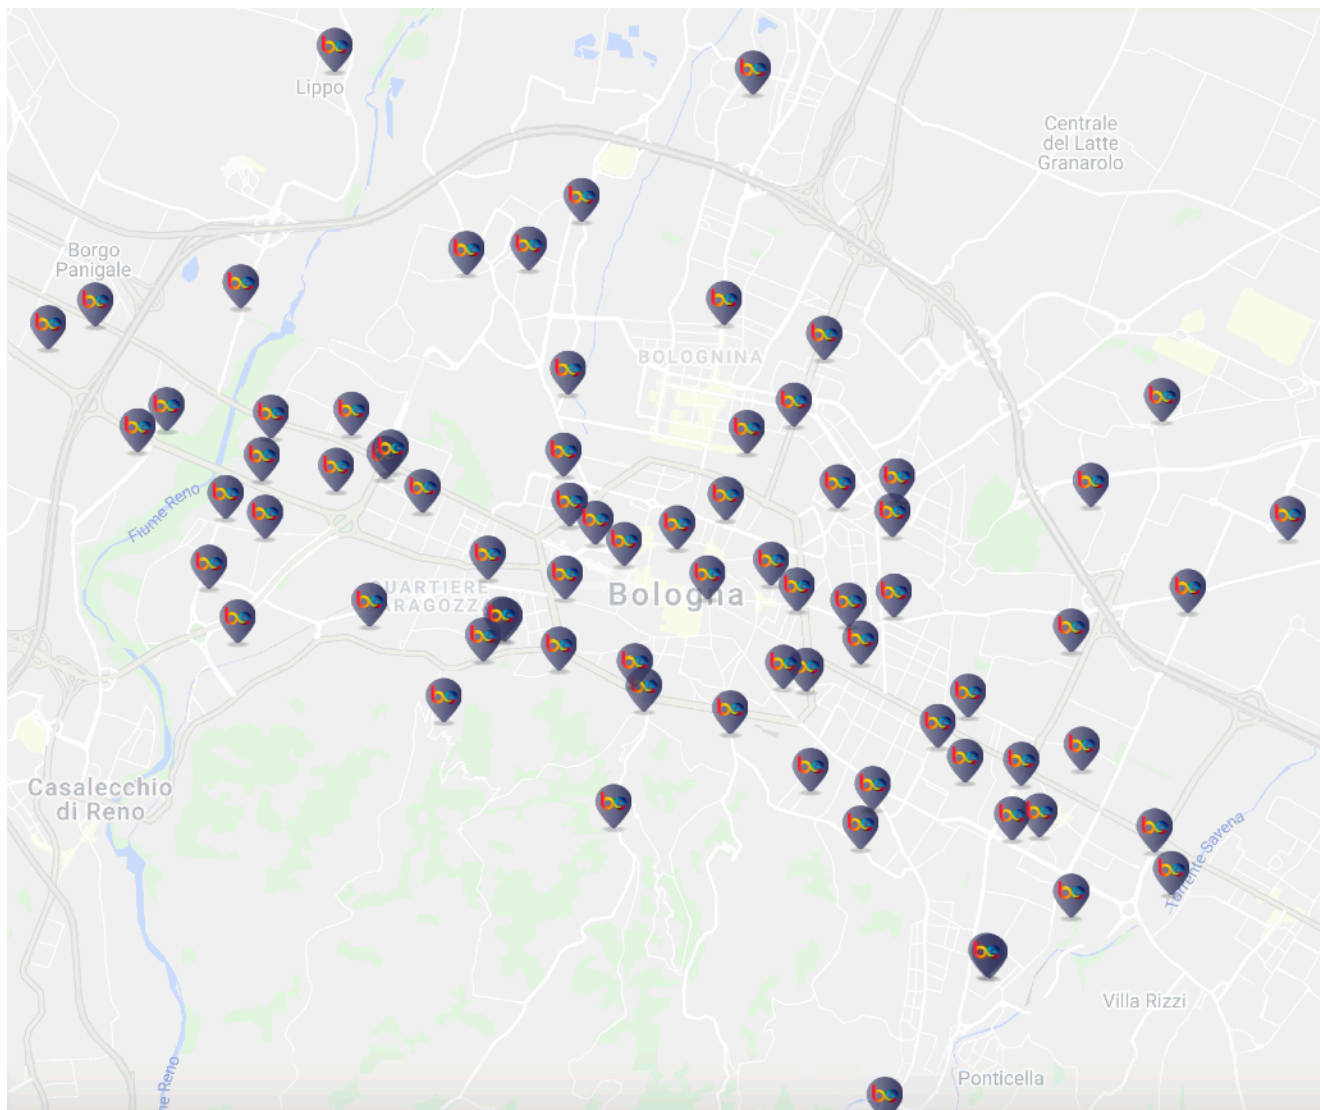 Lippo
Centrale
del Latte
Granarolo
Borgo
Panigale
BOLOGNINA
Fiume Reno
Bologna
Casalecchio
di Reno
Torrente Savena
Villa Rizzi
Ponticella